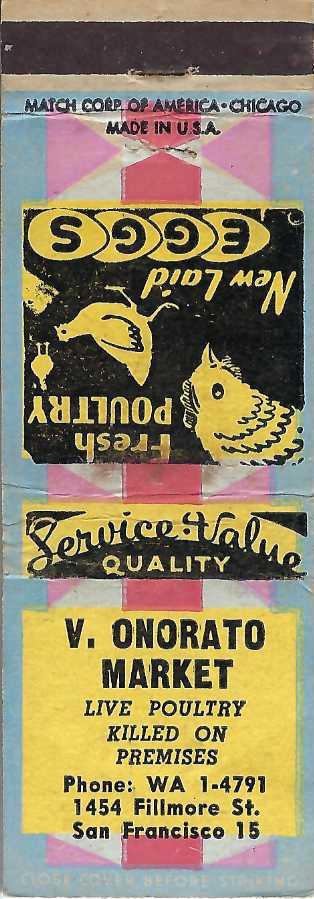 MATCH CORP. OF AMERICA • CHICAGO
MADE IN U.S.A.
Fresh
POULTRY
New Laid
EGGS
Service • Value
QUALITY
V. ONORATO
MARKET
LIVE POULTRY
KILLED ON
PREMISES
Phone: WA 1-4791
1454 Fillmore St.
San Francisco 15
CLOSE COVER BEFORE STRIKING